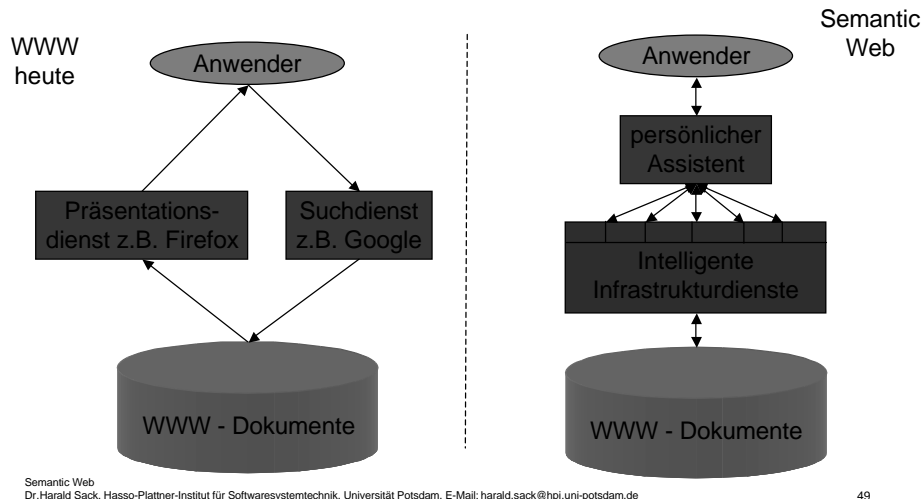 WWW
heute
Anwender
Präsentations-
dienst z.B. Firefox
Suchdienst
z.B. Google
WWW - Dokumente
Semantic
Web
Anwender
persönlicher
Assistent
Intelligente
Infrastrukturdienste
WWW - Dokumente
Semantic Web
Dr.Harald Sack, Hasso-Plattner-Institut für Softwaresystemtechnik, Universität Potsdam, E-Mail: harald.sack@hpi.uni-potsdam.de 49